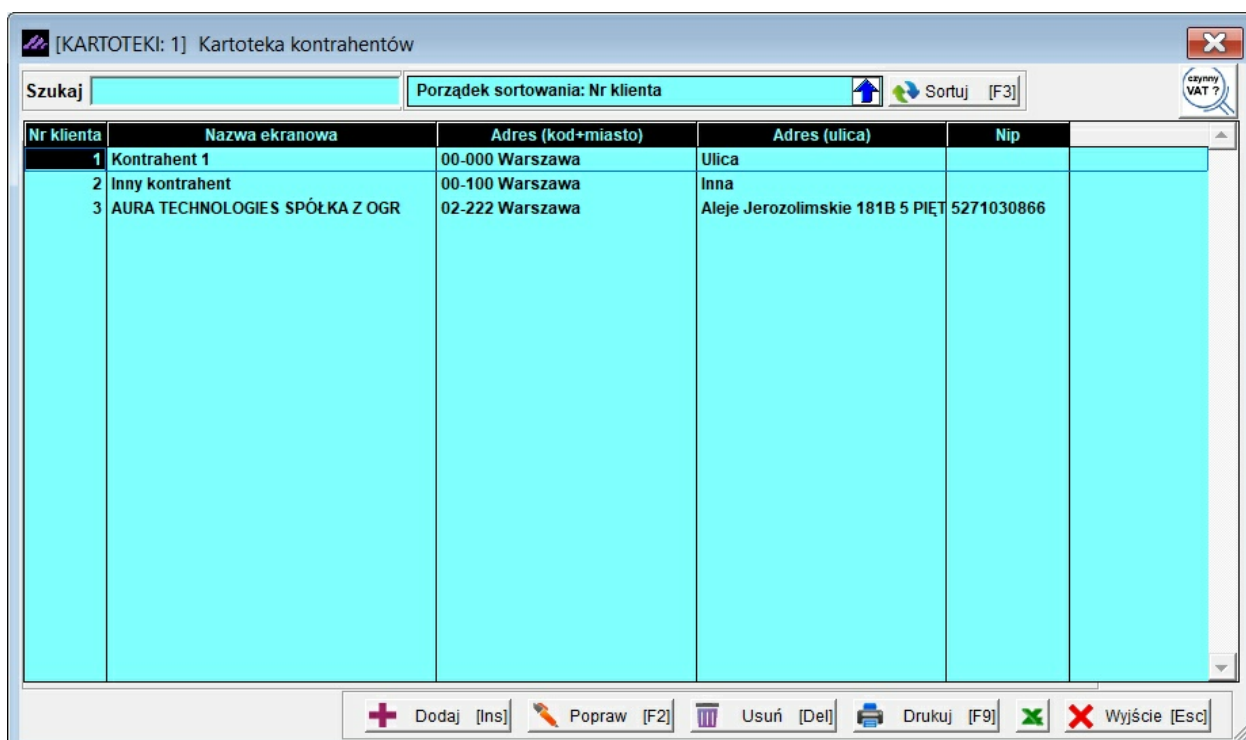 [KARTOTEKI: 1] Kartoteka kontrahentów
Szukaj Porządek sortowania: Nr klienta Sortuj [F3] czynny VAT ?
Nr klienta Nazwa ekranowa Adres (kod+miasto) Adres (ulica) Nip
1 Kontrahent 1 00-000 Warszawa Ulica
2 Inny kontrahent 00-100 Warszawa Inna
3 AURA TECHNOLOGIES SPÓŁKA Z OGR 02-222 Warszawa Aleje Jerozolimskie 181B 5 PIĘT 5271030866
Dodaj [Ins] Popraw [F2] Usuń [Del] Drukuj [F9] Wyjście [Esc]